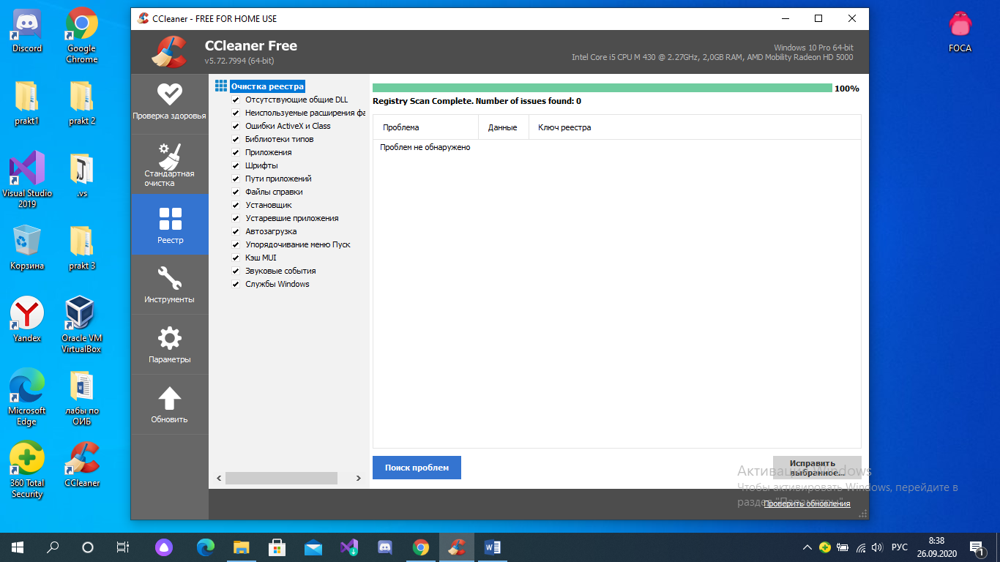 Discord
Google
Chrome
prakt1
prakt 2
Visual Studio
2019
.vs
Корзина
prakt 3
Yandex
Oracle VM
VirtualBox
Microsoft
Edge
лабы по
ОИБ
360 Total
Security
CCleaner
FOCA
CCleaner - FREE FOR HOME USE
CCleaner Free
v5.72.7994 (64-bit)
Windows 10 Pro 64-bit
Intel Core i5 CPU M 430 @ 2.27GHz, 2,0GB RAM, AMD Mobility Radeon HD 5000
Проверка здоровья
Стандартная
очистка
Реестр
Инструменты
Параметры
Обновить
Очистка реестра
Отсутствующие общие DLL
Неиспользуемые расширения фа
Ошибки ActiveX и Class
Библиотеки типов
Приложения
Шрифты
Пути приложений
Файлы справки
Установщик
Устаревшие приложения
Автозагрузка
Упорядочивание меню Пуск
Кэш MUI
Звуковые события
Службы Windows
100%
Registry Scan Complete. Number of issues found: 0
Проблема Данные Ключ реестра
Проблем не обнаружено
Поиск проблем
Исправить
выбранное...
Активация Windows
Чтобы активировать Windows, перейдите в
раздел "Параметры".
Проверить обновления
РУС
8:38
26.09.2020
1